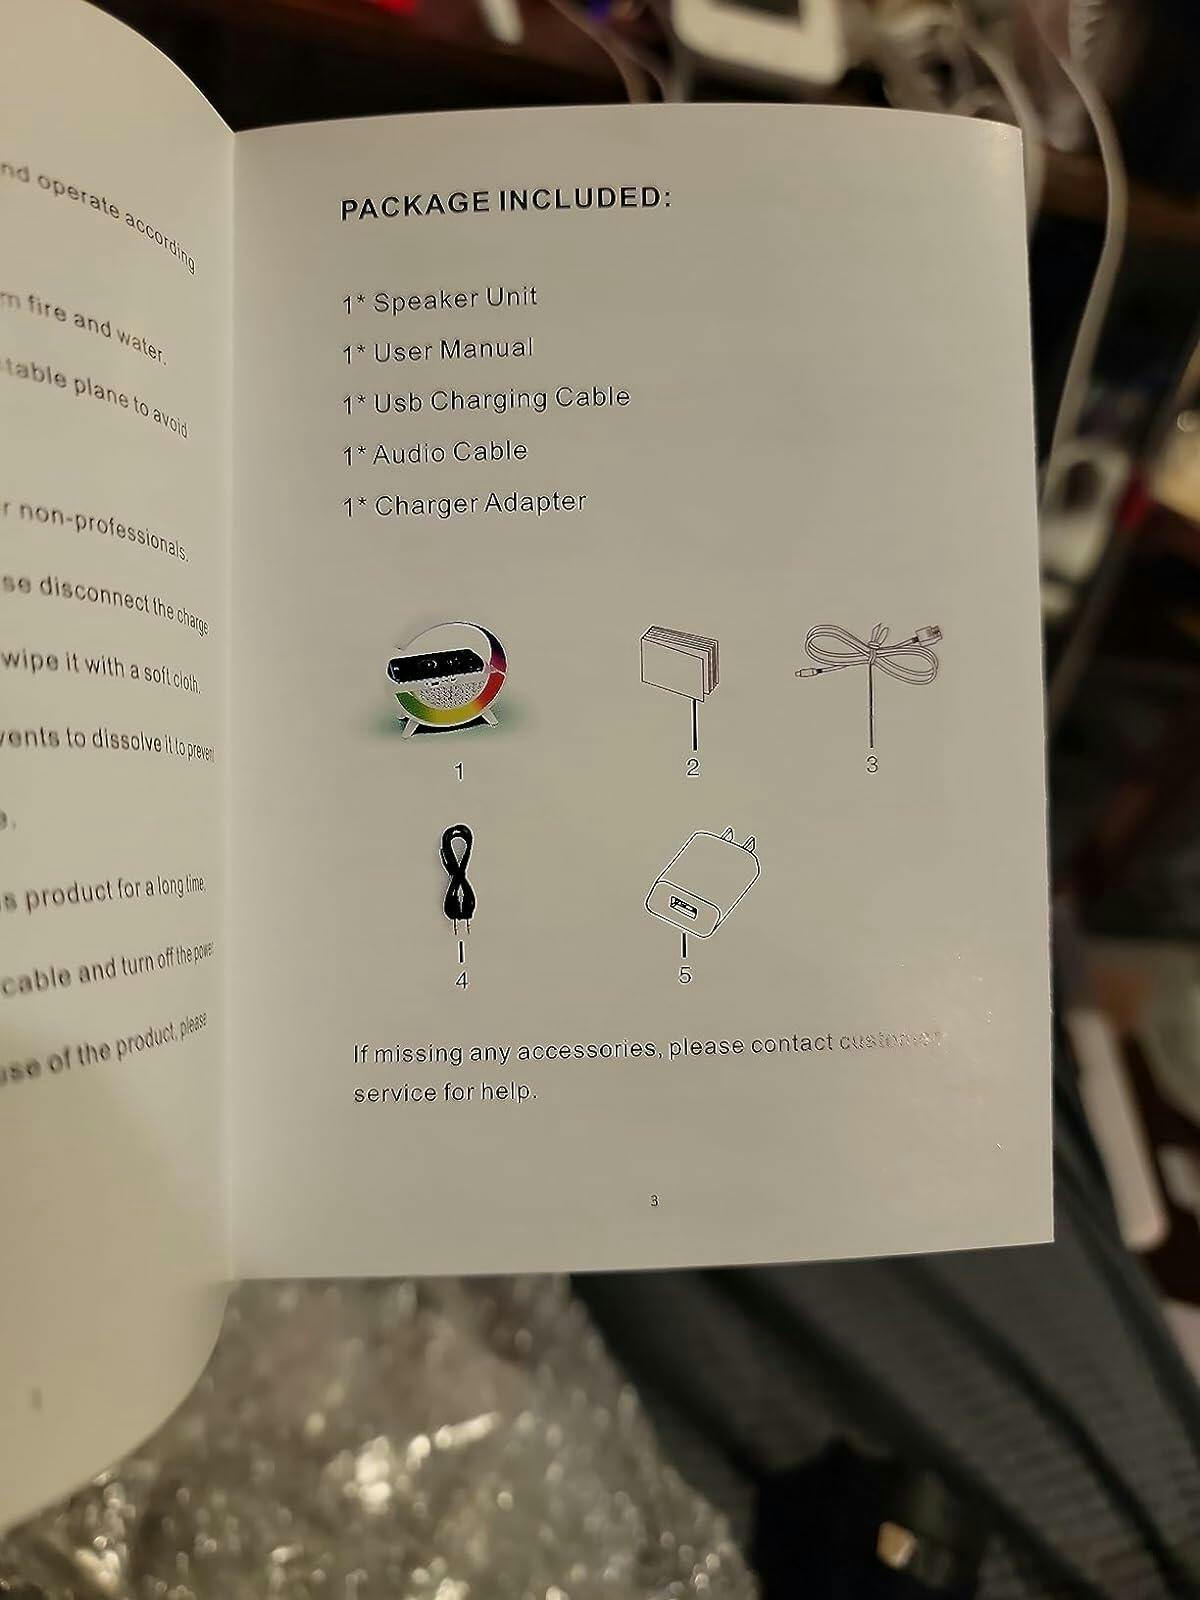 nd operate according
m fire and water.
table plane to avoid
r non-professionals.
se disconnect the charge
wipe it with a soft cloth.
vents to dissolve it to prevent
e.
s product for a long time,
cable and turn off the power
use of the product, please
PACKAGE INCLUDED:
1* Speaker Unit
1* User Manual
1* Usb Charging Cable
1* Audio Cable
1* Charger Adapter
1
2
3
4
5
If missing any accessories, please contact customer
service for help.
3